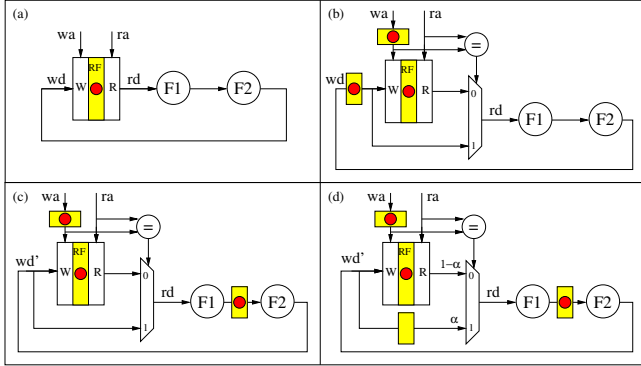 (a)
wa
ra
RF
wd
W
R
rd
F1
F2
(b)
wa
ra
=
RF
wd
W
R
0
rd
F1
F2
1
(c)
wa
ra
=
RF
wd'
W
R
0
rd
F1
F2
1
(d)
wa
ra
=
RF
wd'
W
R
1−α
0
rd
F1
F2
α
1